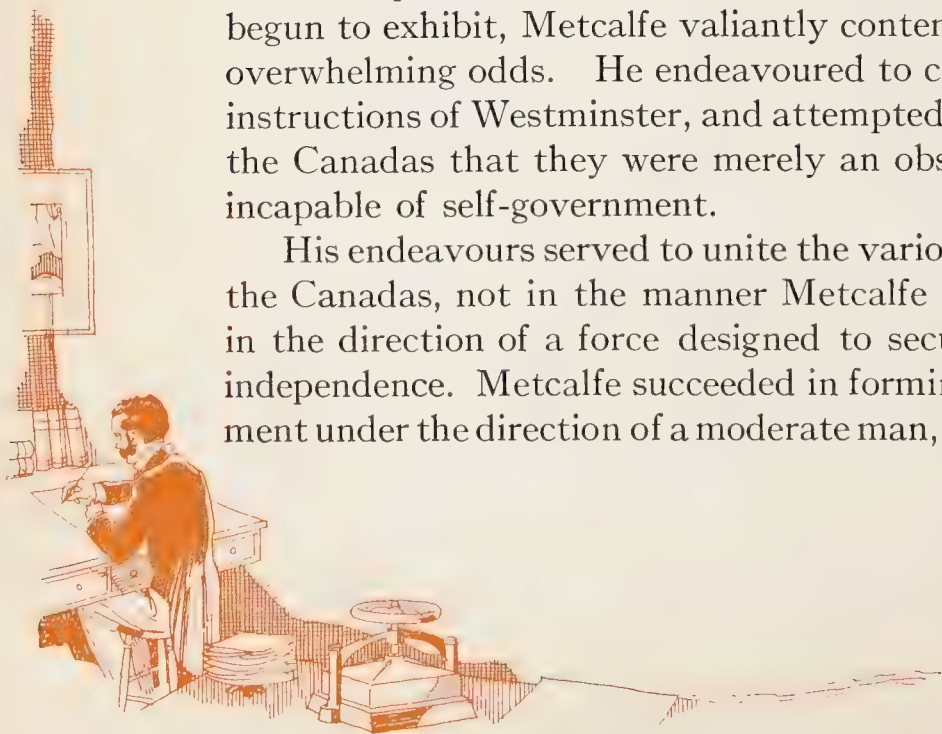 begun to exhibit, Metcalfe valiantly conten
overwhelming odds. He endeavoured to c
instructions of Westminster, and attempted
the Canadas that they were merely an obs
incapable of self-government.
His endeavours served to unite the vario
the Canadas, not in the manner Metcalfe
in the direction of a force designed to secu
independence. Metcalfe succeeded in formin
ment under the direction of a moderate man,